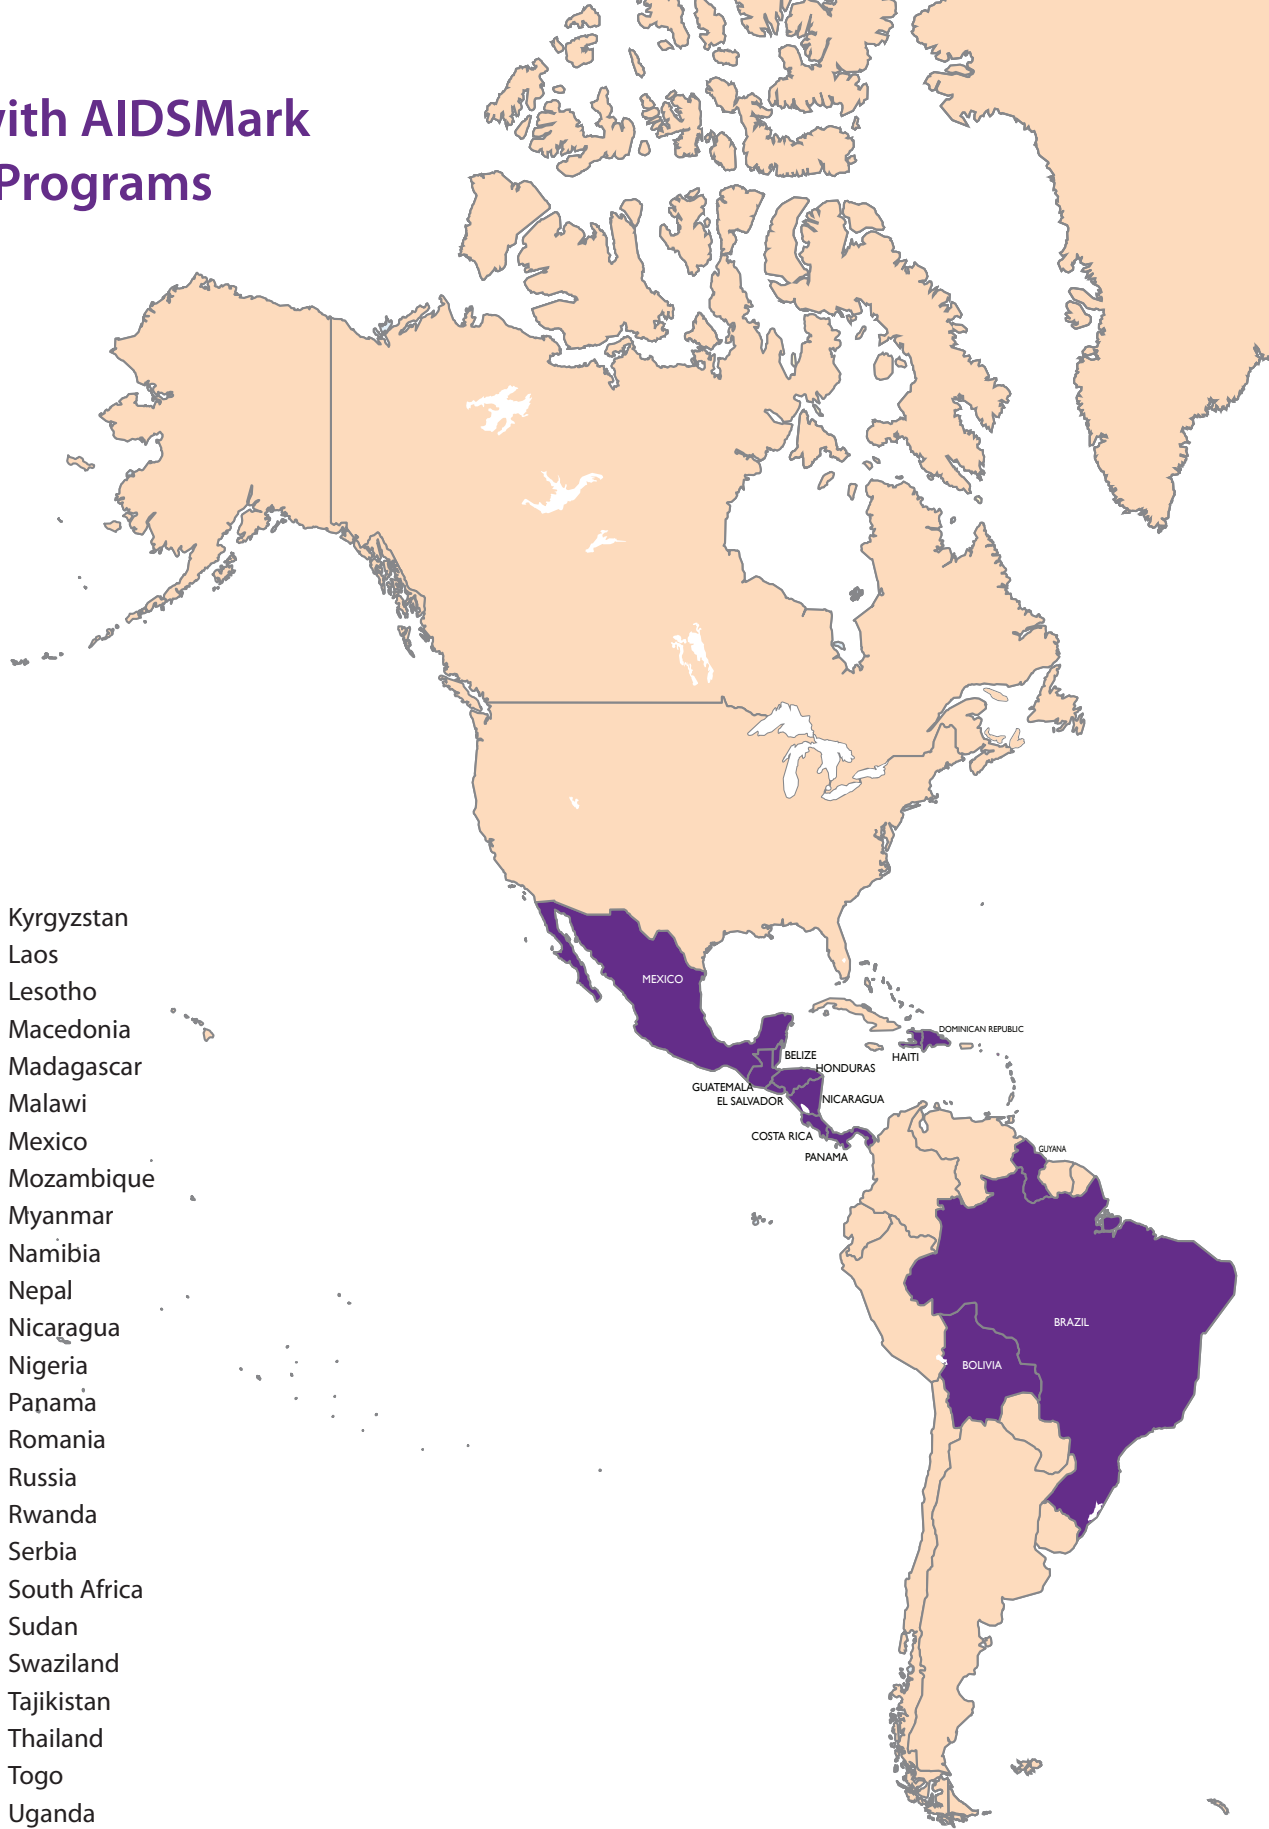 with AIDSMark
Programs
Kyrgyzstan
Laos
Lesotho
Macedonia
Madagascar
Malawi
Mexico
Mozambique
Myanmar
Namibia
Nepal
Nicaragua
Nigeria
Panama
Romania
Russia
Rwanda
Serbia
South Africa
Sudan
Swaziland
Tajikistan
Thailand
Togo
Uganda
MEXICO
DOMINICAN REPUBLIC
HAITI
BELIZE
HONDURAS
GUATEMALA
EL SALVADOR
NICARAGUA
COSTA RICA
PANAMA
GUYANA
BRAZIL
BOLIVIA